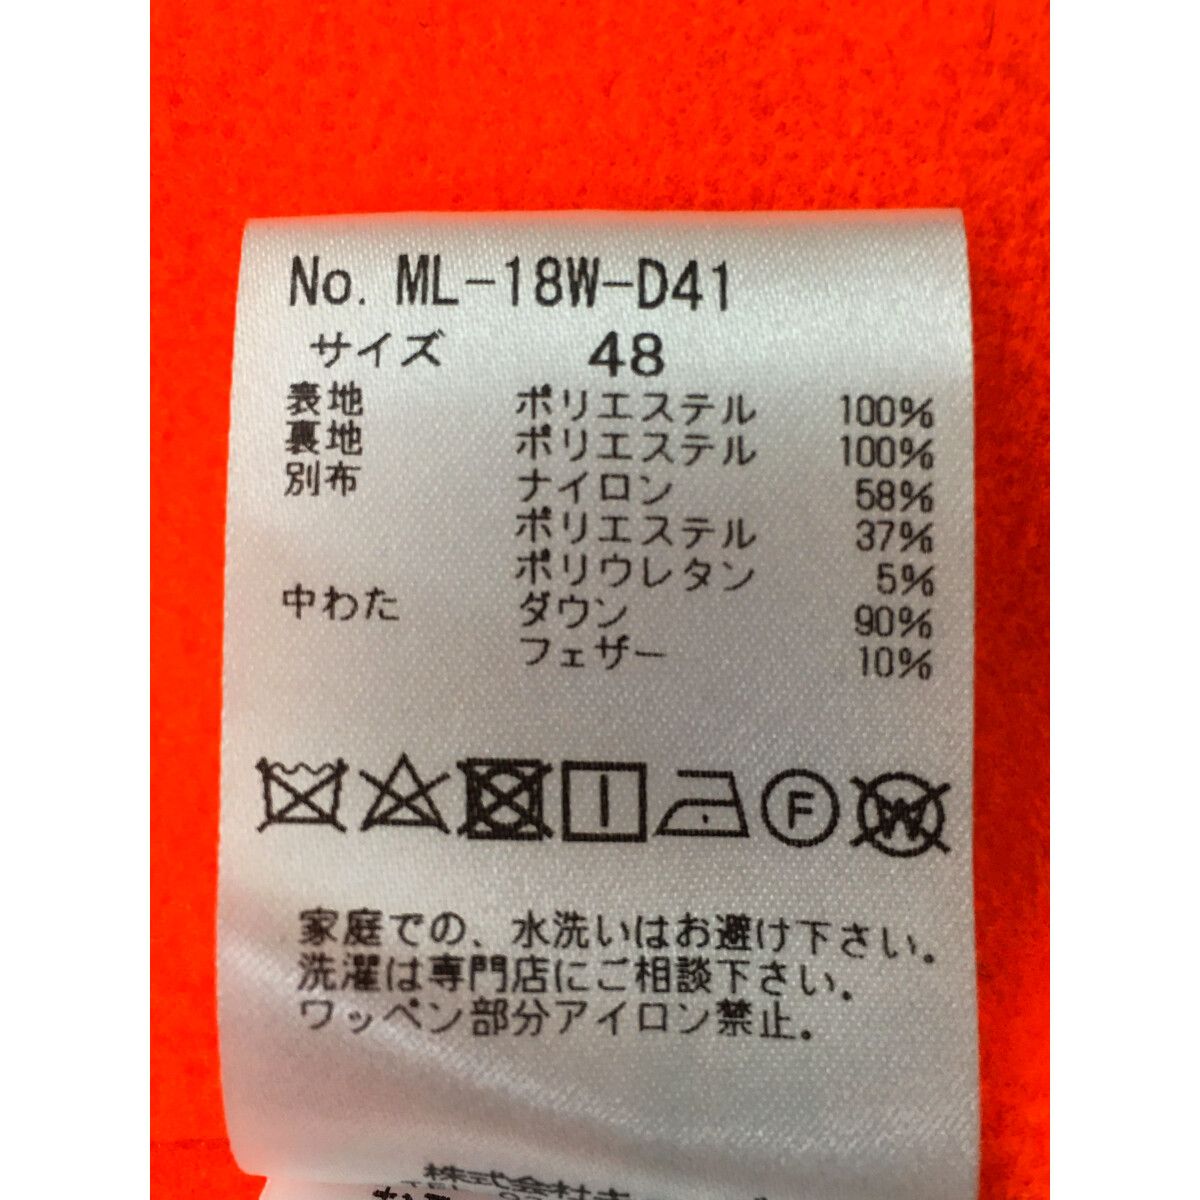 No. ML-18W-D41
サイズ 48
表地 ポリエステル 100%
裏地 ポリエステル 100%
別布 ナイロン 58%
ポリエステル 37%
ポリウレタン 5%
中わた ダウン 90%
フェザー 10%
F W
家庭での、水洗いはお避け下さい。
洗濯は専門店にご相談下さい。
ワッペン部分アイロン禁止。
株式会社